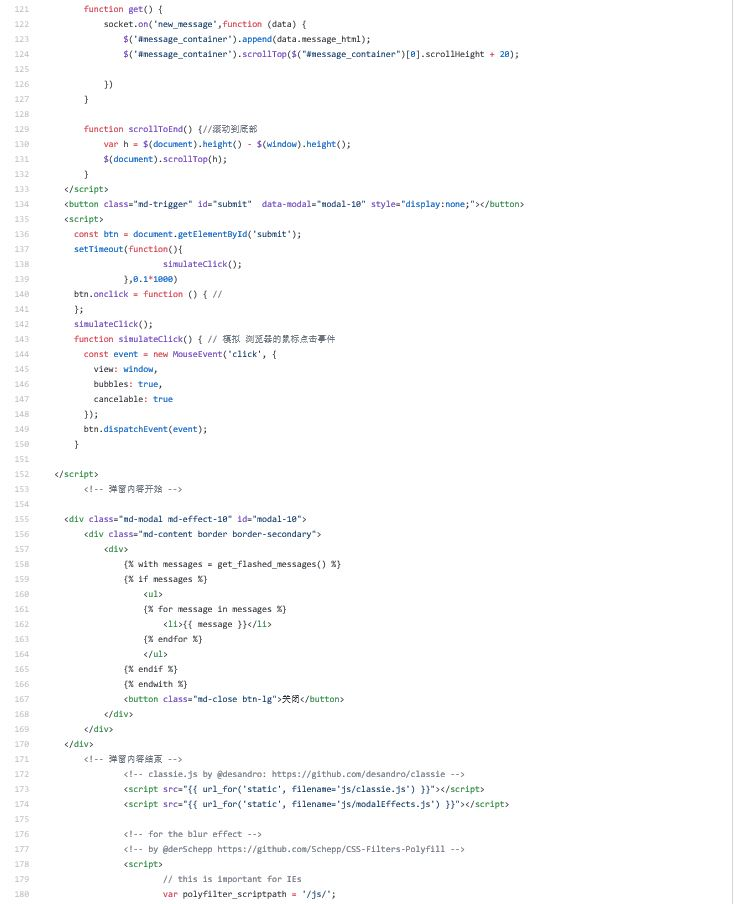 121 function get() {
122 socket.on('new_message',function (data) {
123 $('#message_container').append(data.message_html);
124 $('#message_container').scrollTop($("#message_container")[0].scrollHeight + 20);
125
126 })
127 }
128
129 function scrollToEnd() {//滚动到底部
130 var h = $(document).height() - $(window).height();
131 $(document).scrollTop(h);
132 }
133 </script>
134 <button class="md-trigger" id="submit"  data-modal="modal-10" style="display:none;"></button>
135 <script>
136 const btn = document.getElementById('submit');
137 setTimeout(function(){
138 simulateClick();
139 },0.1*1000)
140 btn.onclick = function () { //
141 };
142 simulateClick();
143 function simulateClick() { // 模拟 浏览器的鼠标点击事件
144 const event = new MouseEvent('click', {
145 view: window,
146 bubbles: true,
147 cancelable: true
148 });
149 btn.dispatchEvent(event);
150 }
151
152 </script>
153 <!-- 弹窗内容开始 -->
154
155 <div class="md-modal md-effect-10" id="modal-10">
156 <div class="md-content border border-secondary">
157 <div>
158 {% with messages = get_flashed_messages() %}
159 {% if messages %}
160 <ul>
161 {% for message in messages %}
162 <li>{{ message }}</li>
163 {% endfor %}
164 </ul>
165 {% endif %}
166 {% endwith %}
167 <button class="md-close btn-lg">关闭</button>
168 </div>
169 </div>
170 </div>
171 <!-- 弹窗内容结束 -->
172 <!-- classie.js by @desandro: https://github.com/desandro/classie -->
173 <script src="{{ url_for('static', filename='js/classie.js') }}"></script>
174 <script src="{{ url_for('static', filename='js/modalEffects.js') }}"></script>
175
176 <!-- for the blur effect -->
177 <!-- by @derSchepp https://github.com/Schepp/CSS-Filters-Polyfill -->
178 <script>
179 // this is important for IEs
180 var polyfilter_scriptpath = '/js/';